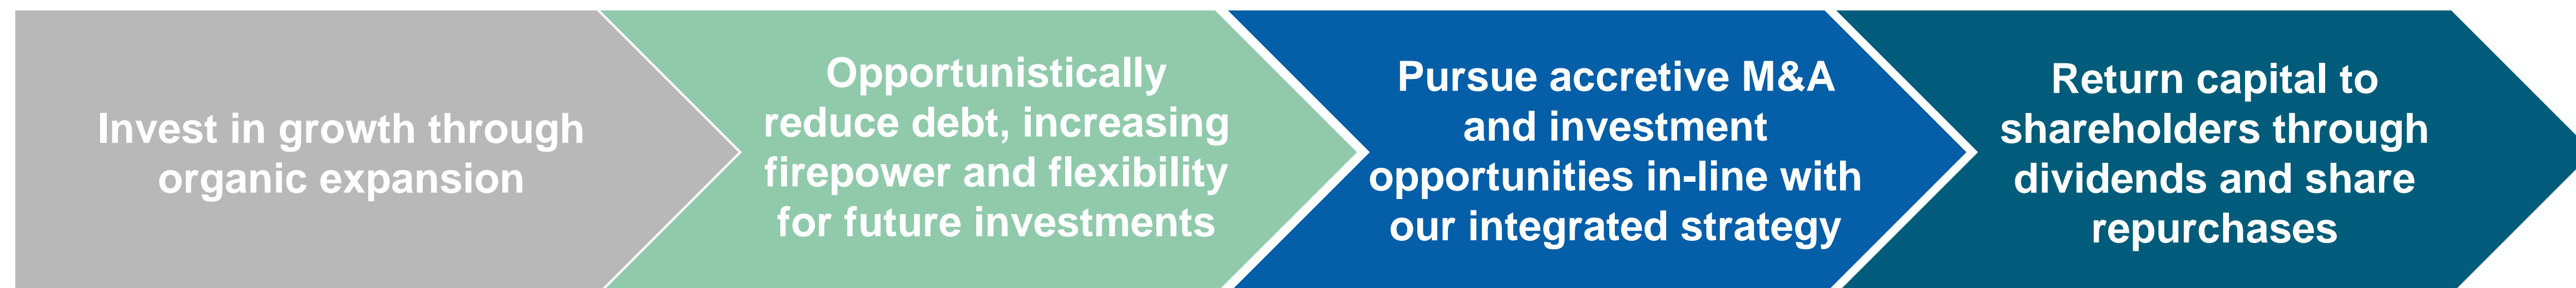 Invest in growth through
organic expansion
Opportunistically
reduce debt, increasing
firepower and flexibility
for future investments
Pursue accretive M&A
and investment
opportunities in-line with
our integrated strategy
Return capital to
shareholders through
dividends and share
repurchases